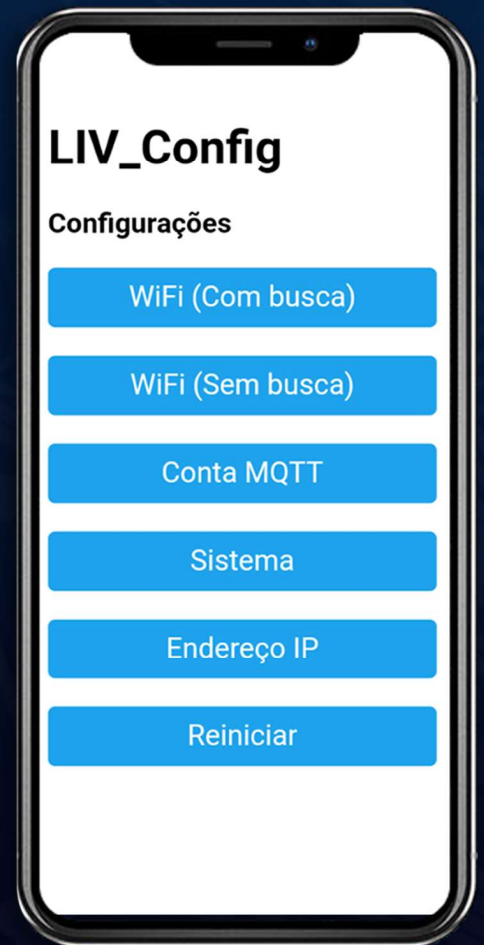 LIV_Config
Configurações
WiFi (Com busca)
WiFi (Sem busca)
Conta MQTT
Sistema
Endereço IP
Reiniciar